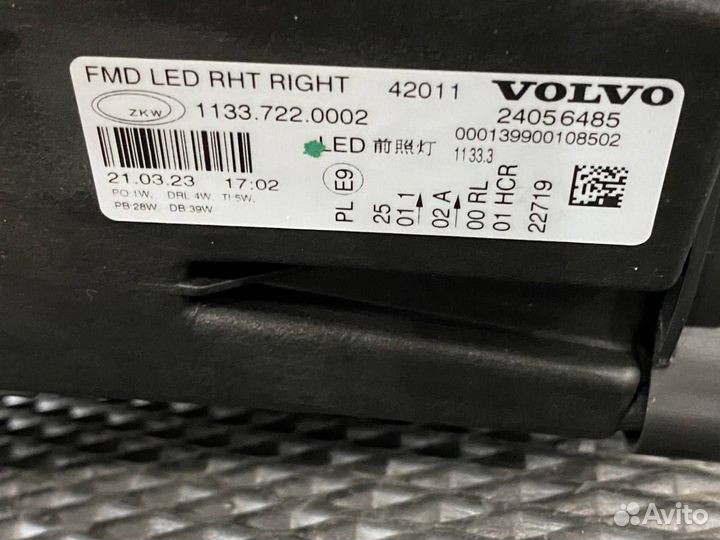 FMD LED RHT RIGHT 42011 VOLVO
ZKW 1133.722.0002 24056485
LED 前照灯 000139900108502
1133.3
21.03.23 17:02
PO:1W, DRL:4W, TI:5W,
PB:28W, DB:39W
E9
PL
25
01 1
02 A
00 RL
01 HCR
22719
Avito